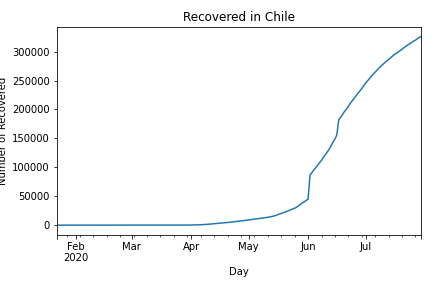 Recovered in Chile
Number of Recovered
300000
250000
200000
150000
100000
50000
0
Feb Mar Apr May Jun Jul
2020
Day